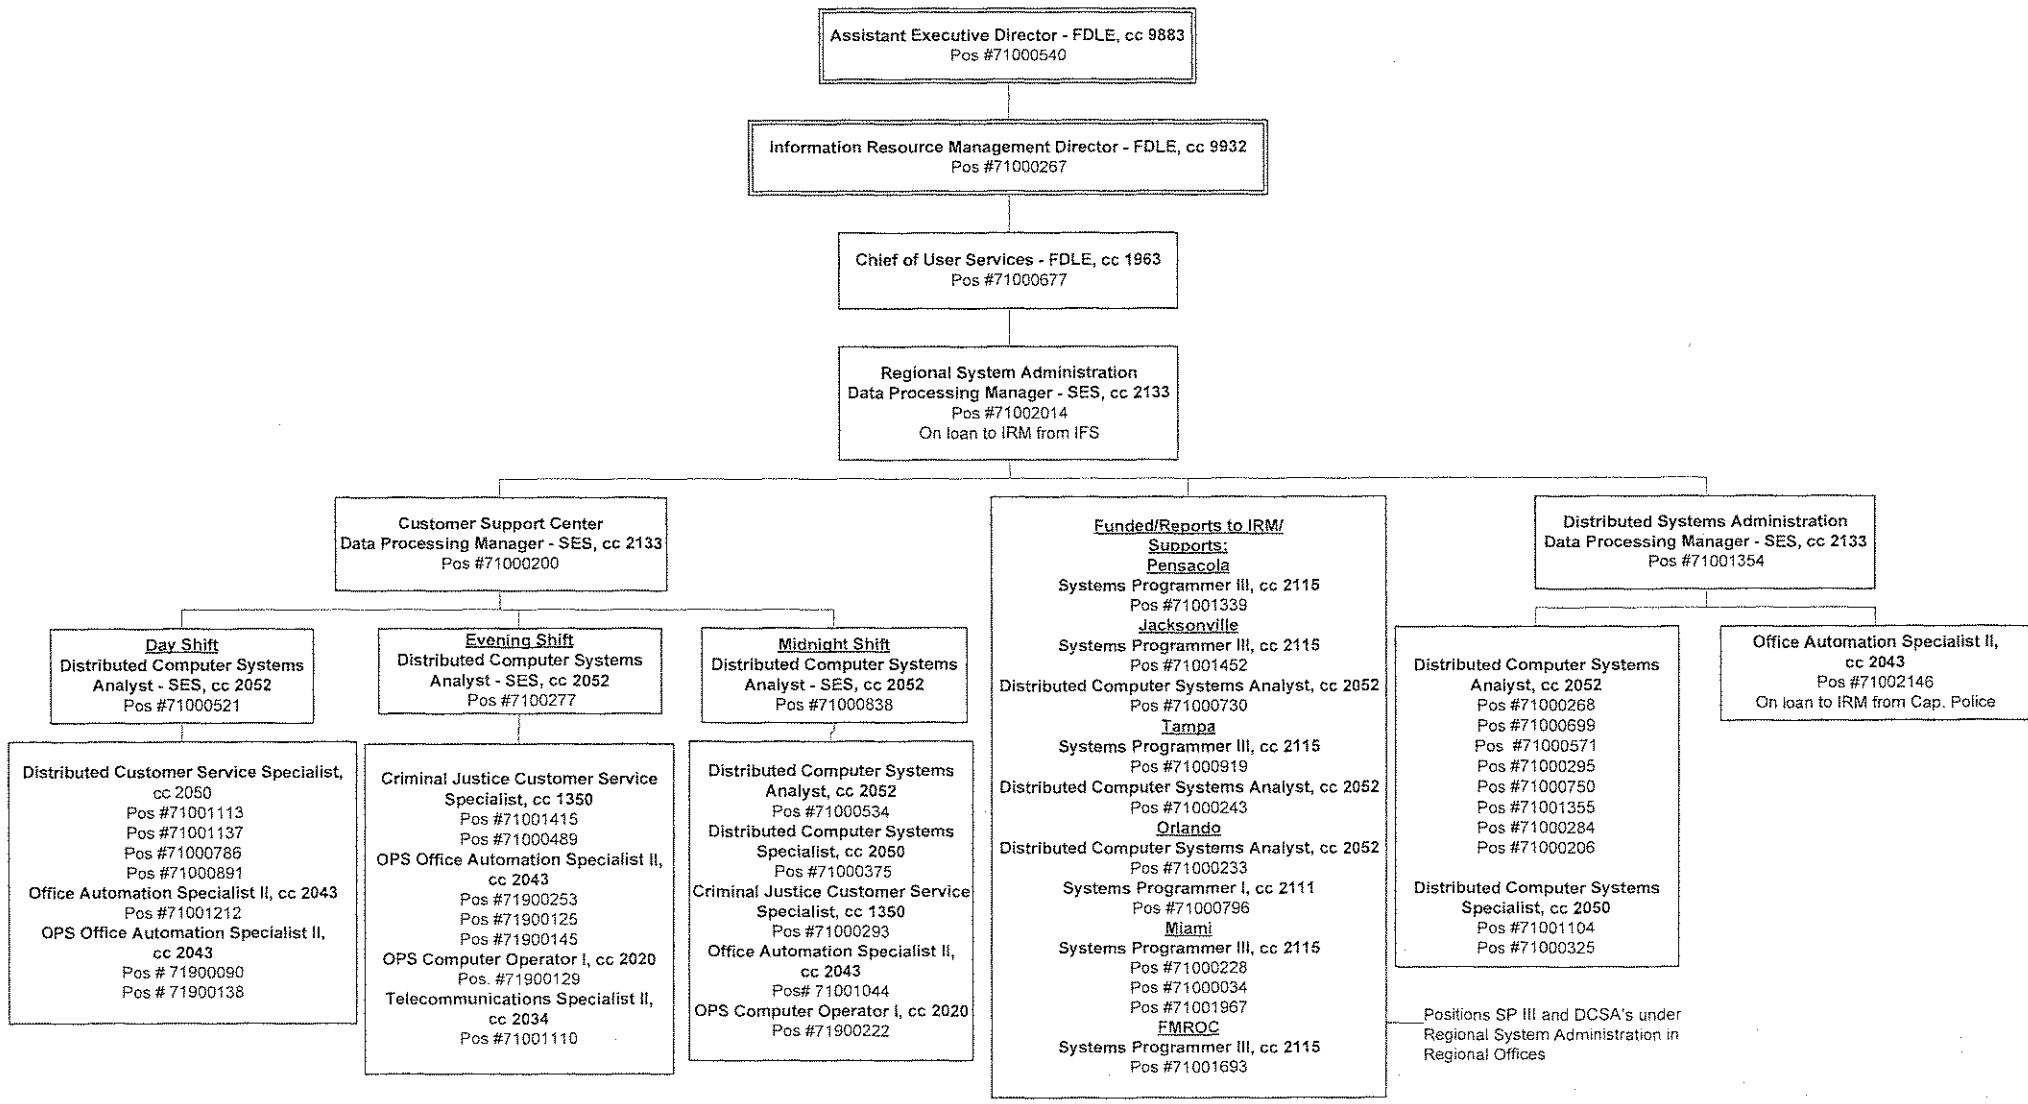 Assistant Executive Director - FDLE, cc 9883
Pos #71000540
Information Resource Management Director - FDLE, cc 9932
Pos #71000267
Chief of User Services - FDLE, cc 1963
Pos #71000677
Regional System Administration
Data Processing Manager - SES, cc 2133
Pos #71002014
On loan to IRM from IFS
Customer Support Center
Data Processing Manager - SES, cc 2133
Pos #71000200
Day Shift
Distributed Computer Systems
Analyst - SES, cc 2052
Pos #71000521
Distributed Customer Service Specialist,
cc 2050
Pos #71001113
Pos #71001137
Pos #71000786
Pos #71000891
Office Automation Specialist II, cc 2043
Pos #71001212
OPS Office Automation Specialist II,
cc 2043
Pos # 71900090
Pos # 71900138
Evening Shift
Distributed Computer Systems
Analyst - SES, cc 2052
Pos #7100277
Criminal Justice Customer Service
Specialist, cc 1350
Pos #71001415
Pos #71000489
OPS Office Automation Specialist II,
cc 2043
Pos #71900253
Pos #71900125
Pos #71900145
OPS Computer Operator I, cc 2020
Pos. #71900129
Telecommunications Specialist II,
cc 2034
Pos #71001110
Midnight Shift
Distributed Computer Systems
Analyst - SES, cc 2052
Pos #71000838
Distributed Computer Systems
Analyst, cc 2052
Pos #71000534
Distributed Computer Systems
Specialist, cc 2050
Pos #71000375
Criminal Justice Customer Service
Specialist, cc 1350
Pos #71000293
Office Automation Specialist II,
cc 2043
Pos# 71001044
OPS Computer Operator I, cc 2020
Pos #71900222
Funded/Reports to IRM/
Supports:
Pensacola
Systems Programmer III, cc 2115
Pos #71001339
Jacksonville
Systems Programmer III, cc 2115
Pos #71001452
Distributed Computer Systems Analyst, cc 2052
Pos #71000730
Tampa
Systems Programmer III, cc 2115
Pos #71000919
Distributed Computer Systems Analyst, cc 2052
Pos #71000243
Orlando
Distributed Computer Systems Analyst, cc 2052
Pos #71000233
Systems Programmer I, cc 2111
Pos #71000796
Miami
Systems Programmer III, cc 2115
Pos #71000228
Pos #71000034
Pos #71001967
FMROC
Systems Programmer III, cc 2115
Pos #71001693
Positions SP III and DCSA's under
Regional System Administration in
Regional Offices
Distributed Systems Administration
Data Processing Manager - SES, cc 2133
Pos #71001354
Distributed Computer Systems
Analyst, cc 2052
Pos #71000268
Pos #71000699
Pos #71000571
Pos #71000295
Pos #71000750
Pos #71001355
Pos #71000284
Pos #71000206
Distributed Computer Systems
Specialist, cc 2050
Pos #71001104
Pos #71000325
Office Automation Specialist II,
cc 2043
Pos #71002146
On loan to IRM from Cap. Police